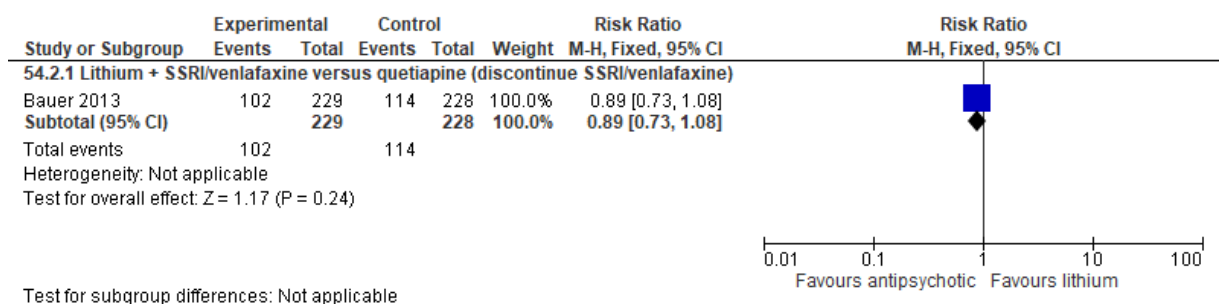 Experimental Control Risk Ratio Risk Ratio
Study or Subgroup Events Total Events Total Weight M-H, Fixed, 95% CI M-H, Fixed, 95% CI
54.2.1 Lithium + SSRI/venlafaxine versus quetiapine (discontinue SSRI/venlafaxine)
Bauer 2013 102 229 114 228 100.0% 0.89 [0.73, 1.08]
Subtotal (95% CI) 229 228 100.0% 0.89 [0.73, 1.08]
Total events 102 114
Heterogeneity: Not applicable
Test for overall effect: Z = 1.17 (P = 0.24)
0.01 0.1 1 10 100
Favours antipsychotic Favours lithium
Test for subgroup differences: Not applicable